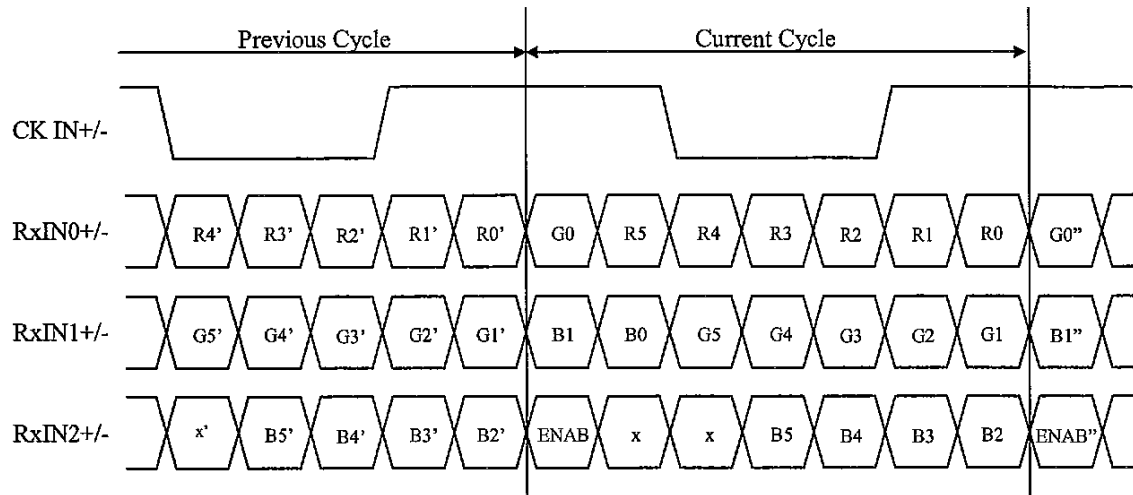 Previous Cycle Current Cycle
CK IN+/-
RxIN0+/- R4’ R3’ R2’ R1’ R0’ G0 R5 R4 R3 R2 R1 R0 G0”
RxIN1+/- G5’ G4’ G3’ G2’ G1’ B1 B0 G5 G4 G3 G2 G1 B1”
RxIN2+/- x’ B5’ B4’ B3’ B2’ ENAB x x B5 B4 B3 B2 ENAB”